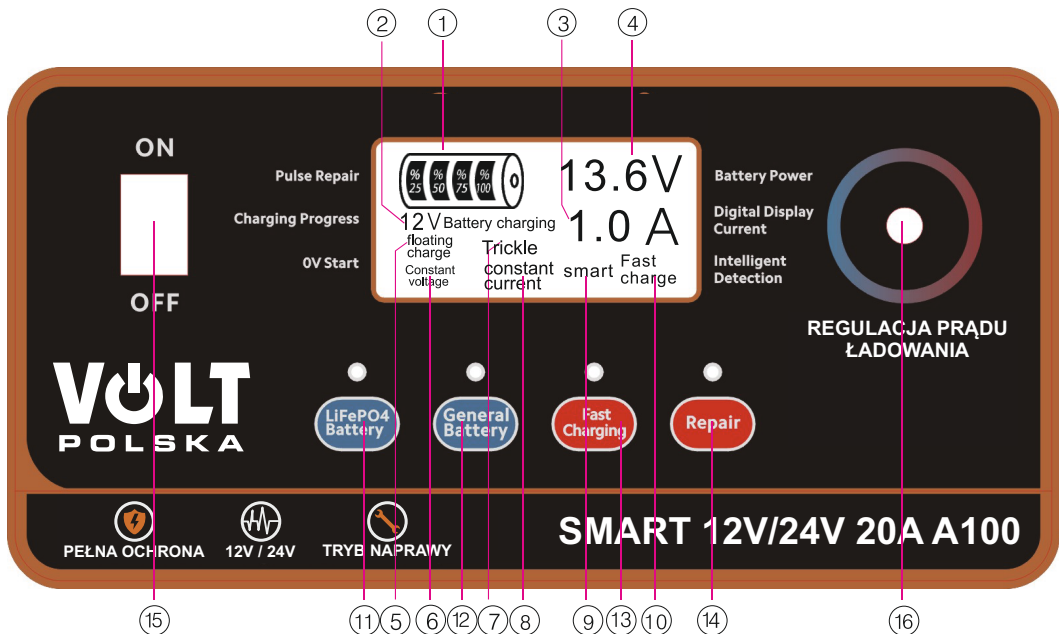 ② ① ③ ④
ON
OFF
Pulse Repair
Charging Progress
0V Start
% 25 % 50 % 75 % 100
13.6V
12V Battery charging
1.0 A
floating
charge
Trickle
Constant
voltage
constant
current
smart
Fast
charge
Battery Power
Digital Display
Current
Intelligent
Detection
REGULACJA PRĄDU
ŁADOWANIA
VOLT
POLSKA
LiFePO4
Battery
General
Battery
Fast
Charging
Repair
PEŁNA OCHRONA
12V / 24V
TRYB NAPRAWY
SMART 12V/24V 20A A100
⑮ ⑪ ⑤ ⑥ ⑫ ⑦ ⑧ ⑨ ⑬ ⑩ ⑭ ⑯